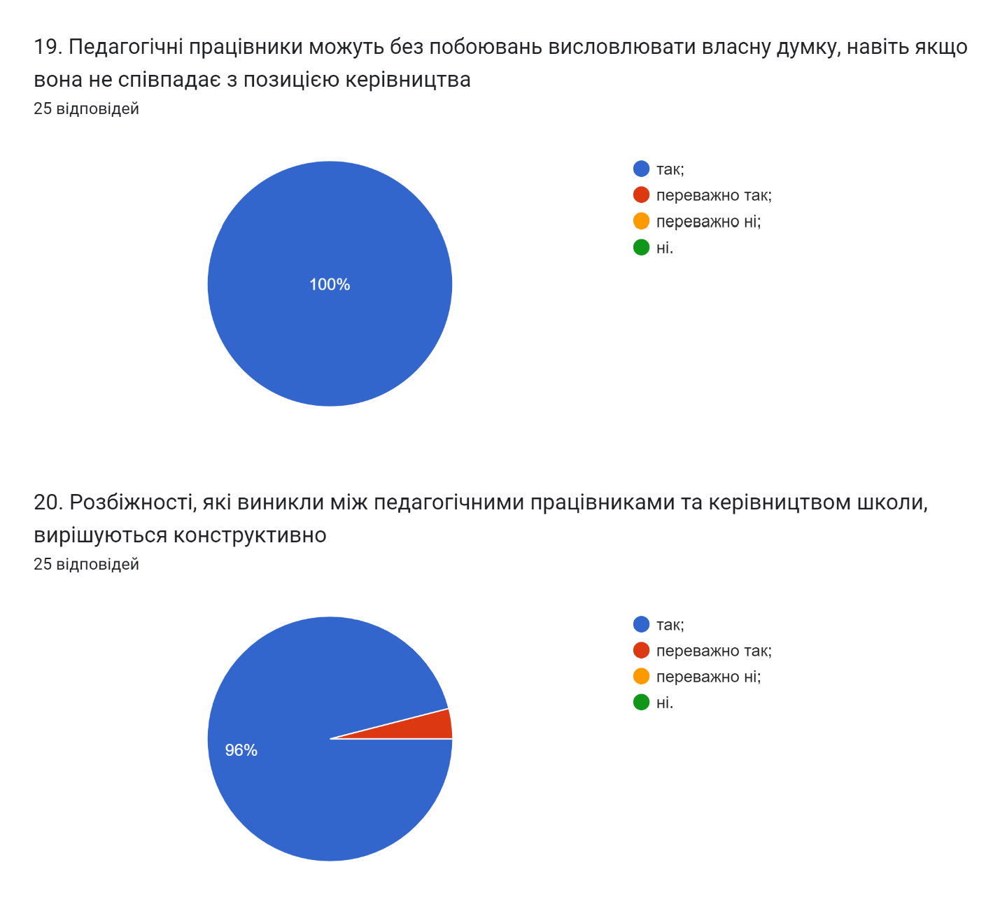 19. Педагогічні працівники можуть без побоювань висловлювати власну думку, навіть якщо
вона не співпадає з позицією керівництва
25 відповідей
так;
переважно так;
переважно ні;
ні.
100%
20. Розбіжності, які виникли між педагогічними працівниками та керівництвом школи,
вирішуються конструктивно
25 відповідей
так;
переважно так;
переважно ні;
ні.
96%